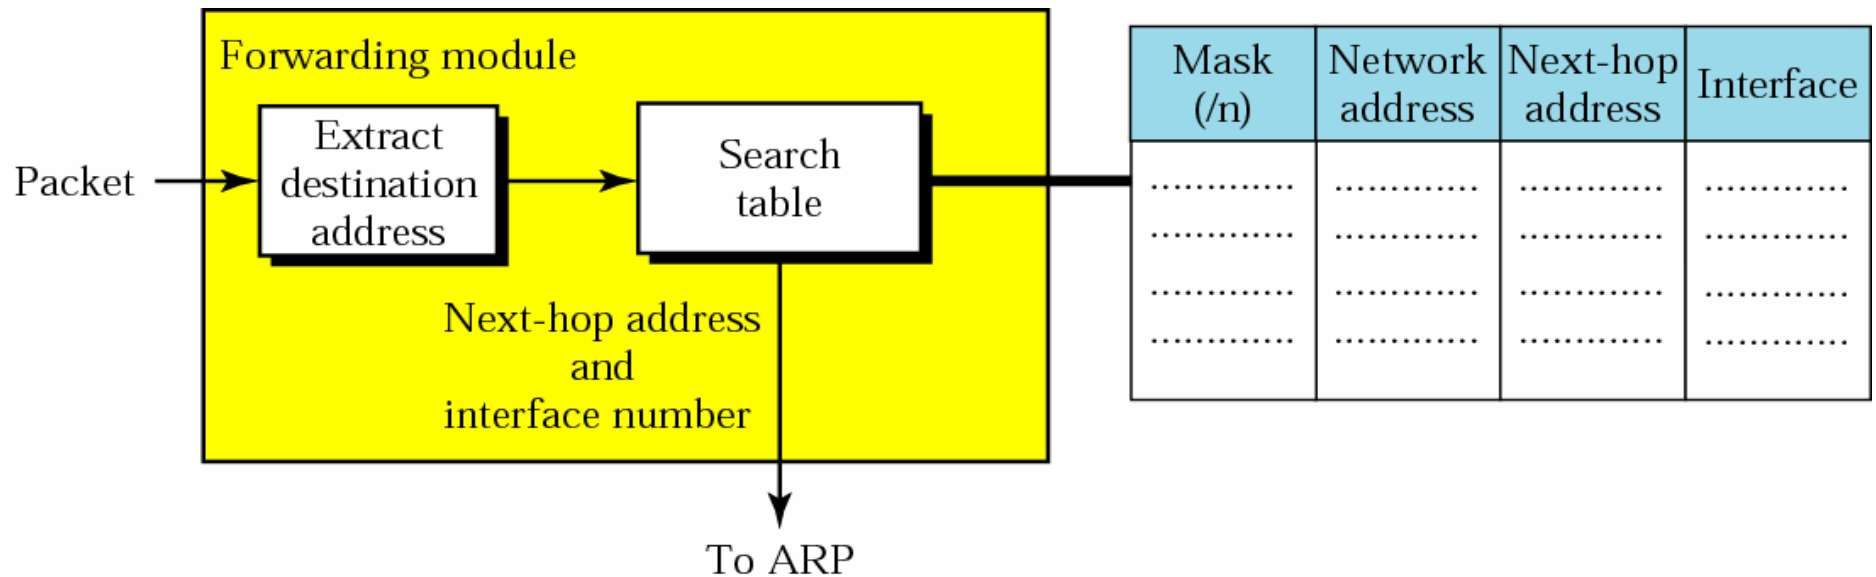 Forwarding module
Packet
Extract
destination
address
Search
table
Next-hop address
and
interface number
To ARP
Mask
(/n)
Network
address
Next-hop
address
Interface
............. ............. ............. .............
............. ............. ............. .............
............. ............. ............. .............
............. ............. ............. .............